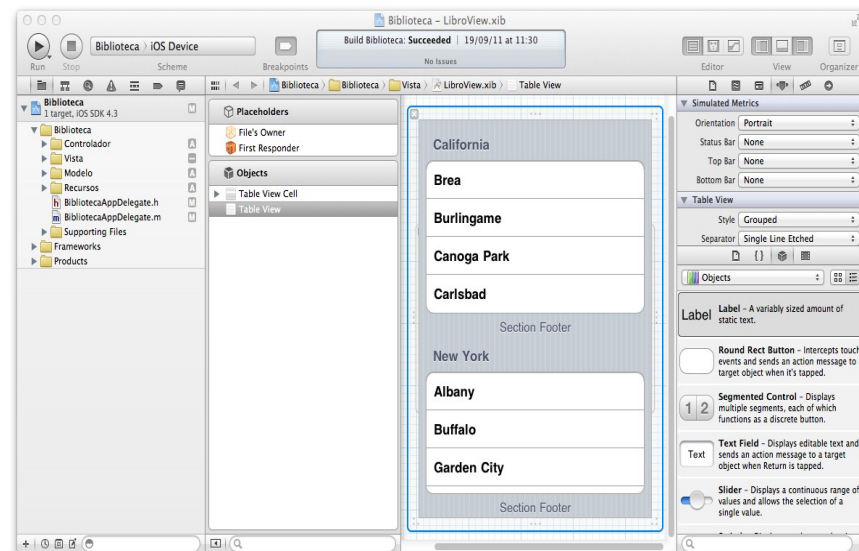 Biblioteca – LibroView.xib
Biblioteca 〉 iOS Device
Build Biblioteca: Succeeded | 19/09/11 at 11:30
No Issues
Run
Stop
Scheme
Breakpoints
Editor
View
Organizer
Biblioteca 〉 Biblioteca 〉 Vista 〉 LibroView.xib 〉 Table View
Biblioteca
1 target, iOS SDK 4.3
M
Biblioteca
Controlador
A
Vista
Modelo
A
Recursos
A
h BibliotecaAppDelegate.h
M
m BibliotecaAppDelegate.m
M
Supporting Files
Frameworks
Products
Placeholders
File's Owner
First Responder
Objects
Table View Cell
Table View
California
Brea
Burlingame
Canoga Park
Carlsbad
Section Footer
New York
Albany
Buffalo
Garden City
Section Footer
Simulated Metrics
Orientation Portrait
Status Bar None
Top Bar None
Bottom Bar None
Table View
Style Grouped
Separator Single Line Etched
{}
Objects
Label
Label – A variably sized amount of
static text.
Round Rect Button – Intercepts touch
events and sends an action message to a
target object when it's tapped.
1 2
Segmented Control – Displays
multiple segments, each of which
functions as a discrete button.
Text
Text Field – Displays editable text and
sends an action message to a target
object when Return is tapped.
Slider – Displays a continuous range of
values and allows the selection of a
single value.